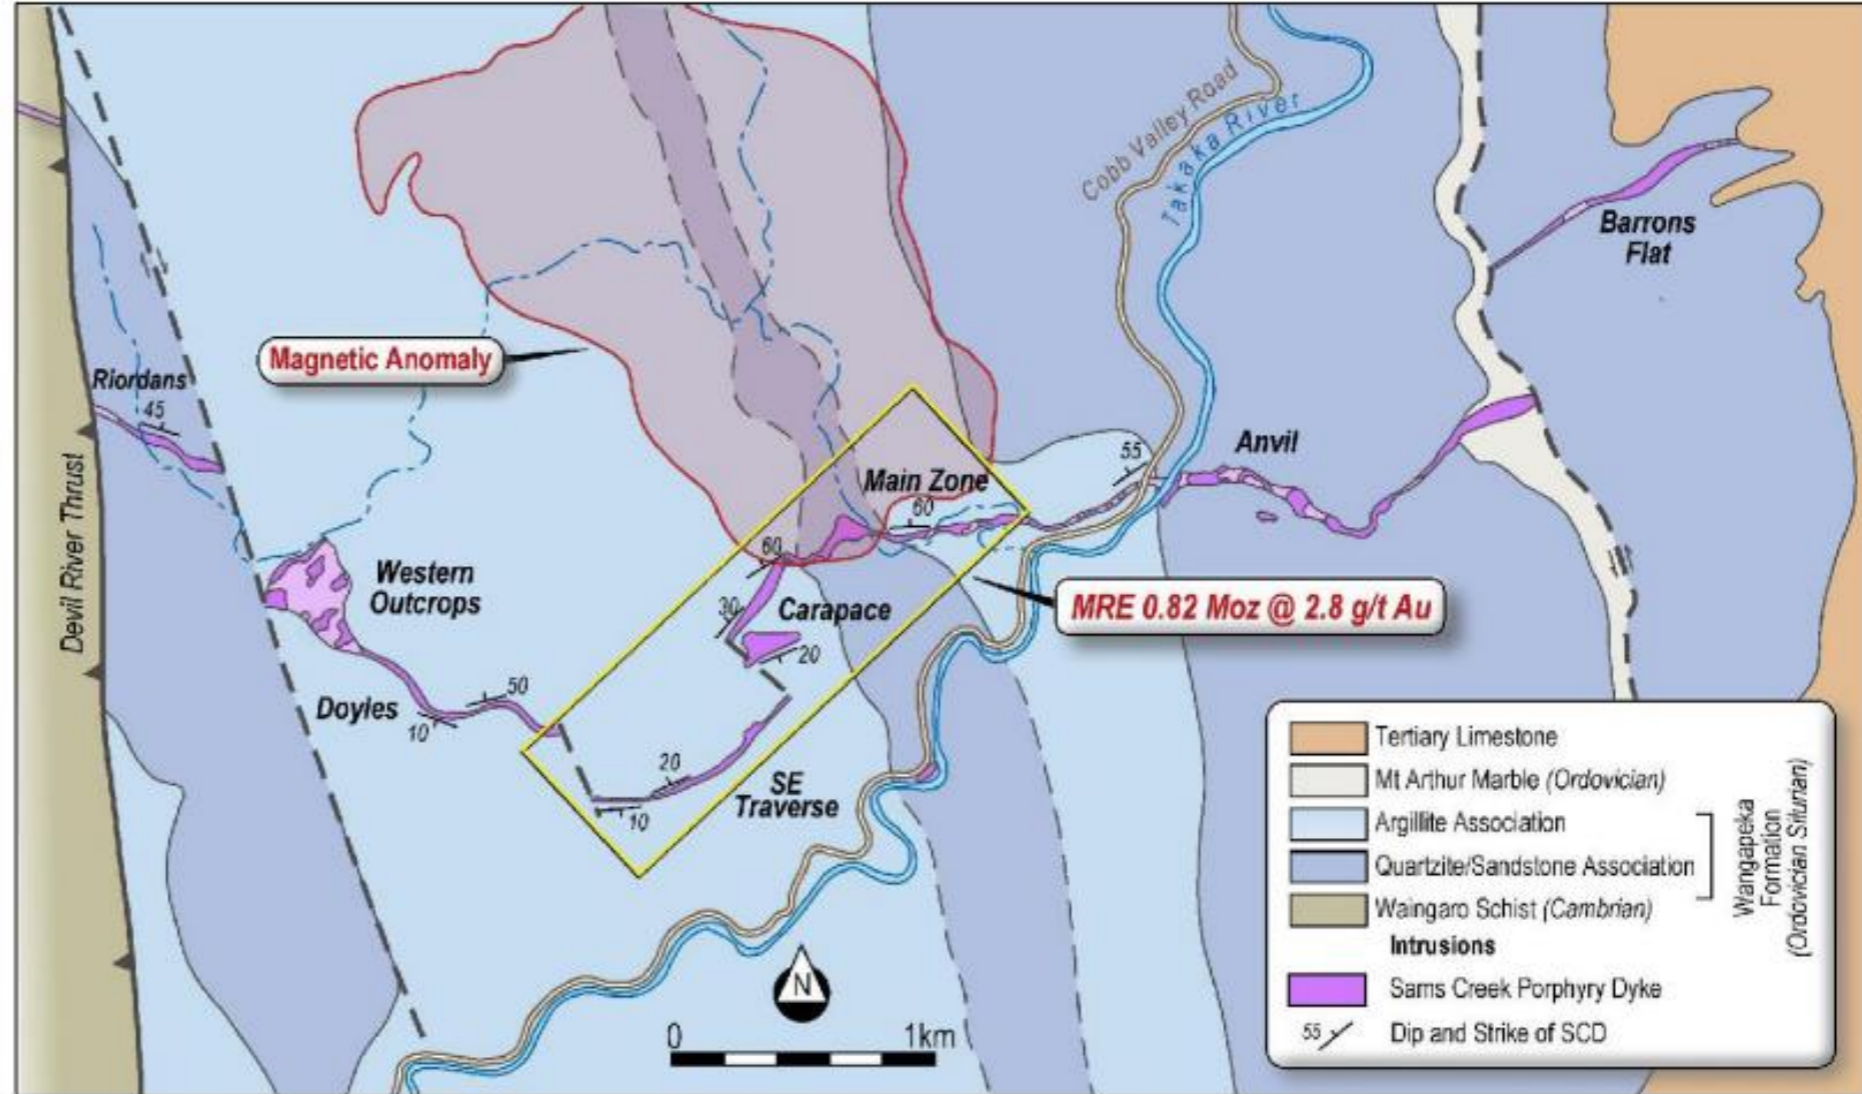 Cobb Valley Road
Takaka River
Barrons
Flat
Magnetic Anomaly
Riordans
45
55
Anvil
Main Zone
60
60
Devil River Thrust
Western
Outcrops
30
Carapace
MRE 0.82 Moz @ 2.8 g/t Au
20
50
Doyles
10
20
SE
Traverse
10
N
0
1km
Tertiary Limestone
Mt Arthur Marble (Ordovician)
Argillite Association
Quartzite/Sandstone Association
Waingaro Schist (Cambrian)
Wangapeka
Formation
(Ordovician Silurian)
Intrusions
Sams Creek Porphyry Dyke
55
Dip and Strike of SCD